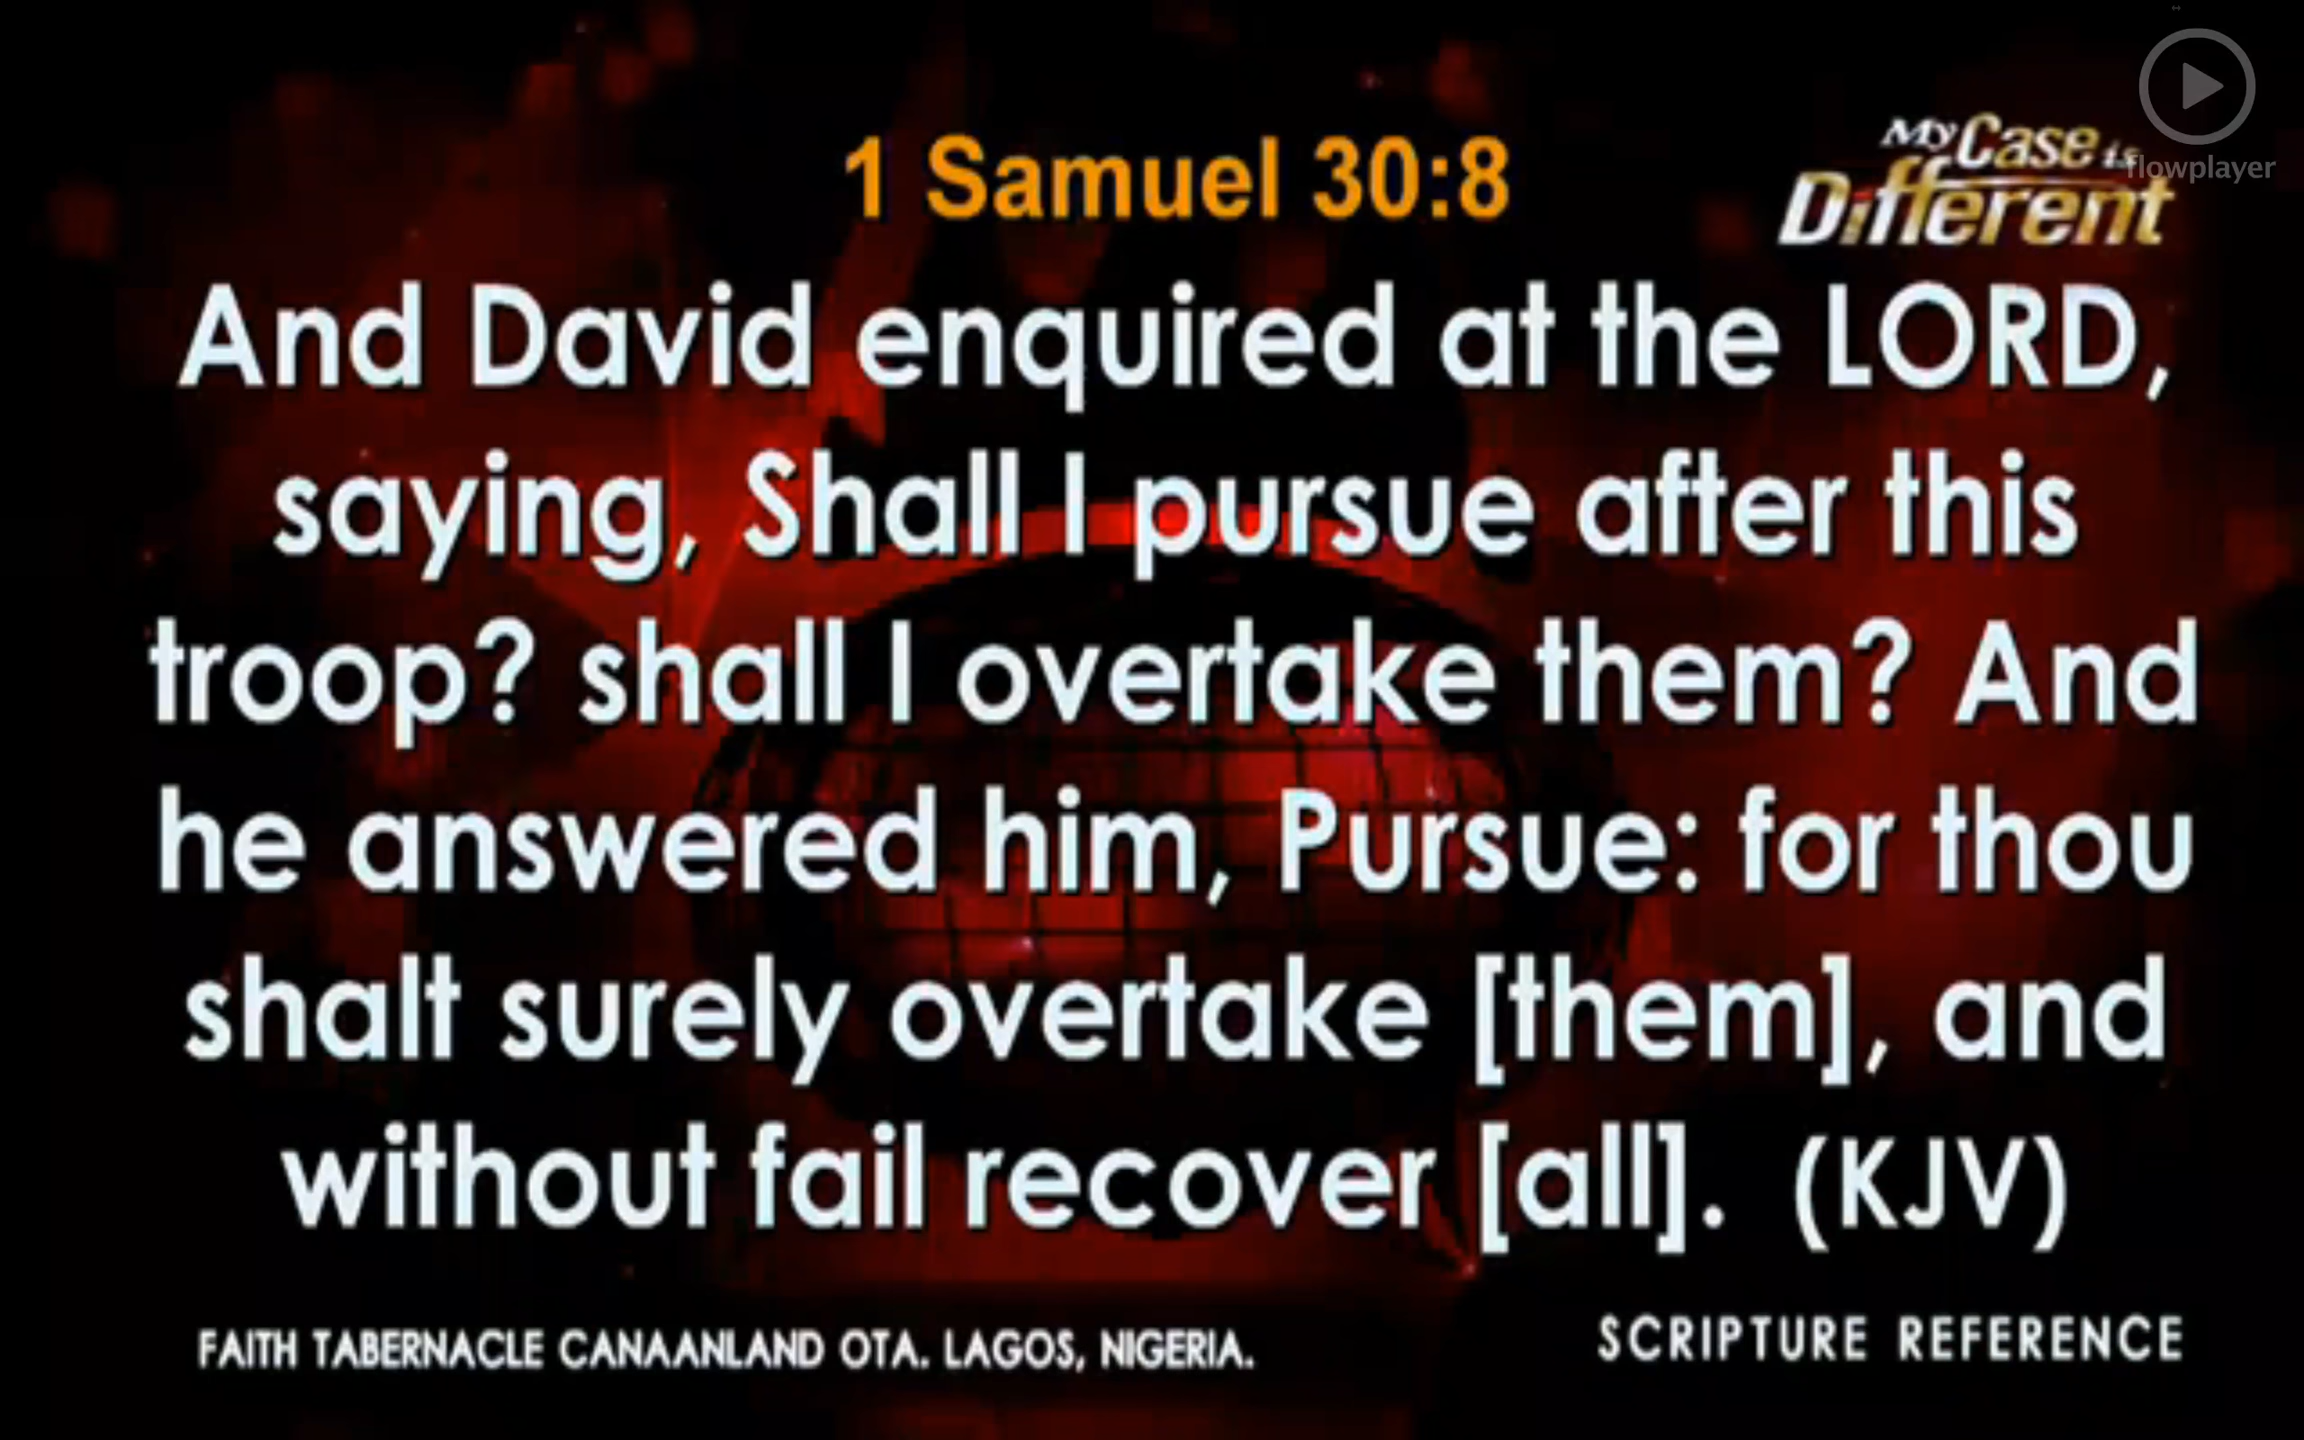 1 Samuel 30:8
My Case is
Different
flowplayer
And David enquired at the LORD,
saying, Shall I pursue after this
troop? shall I overtake them? And
he answered him, Pursue: for thou
shalt surely overtake [them], and
without fail recover [all]. (KJV)
FAITH TABERNACLE CANAANLAND OTA. LAGOS, NIGERIA.
SCRIPTURE REFERENCE